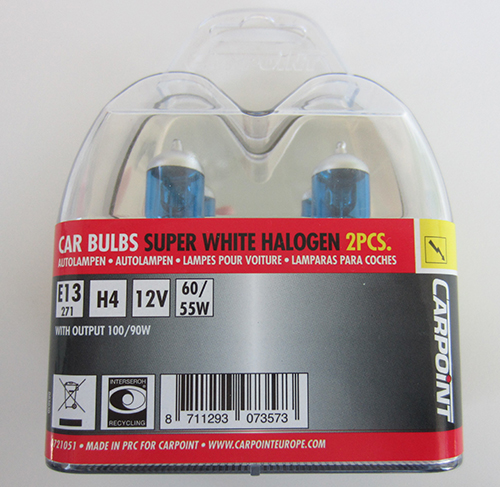 CAR BULBS SUPER WHITE HALOGEN 2PCS.
AUTOLAMPEN • AUTOLAMPEN • LAMPES POUR VOITURE • LAMPARAS PARA COCHES
E13 271
H4
12V
60/55W
WITH OUTPUT 100/90W
CARPOINT
INTERSEROH
RECYCLING
8 711293 073573
0721051 • MADE IN PRC FOR CARPOINT • WWW.CARPOINTEUROPE.COM